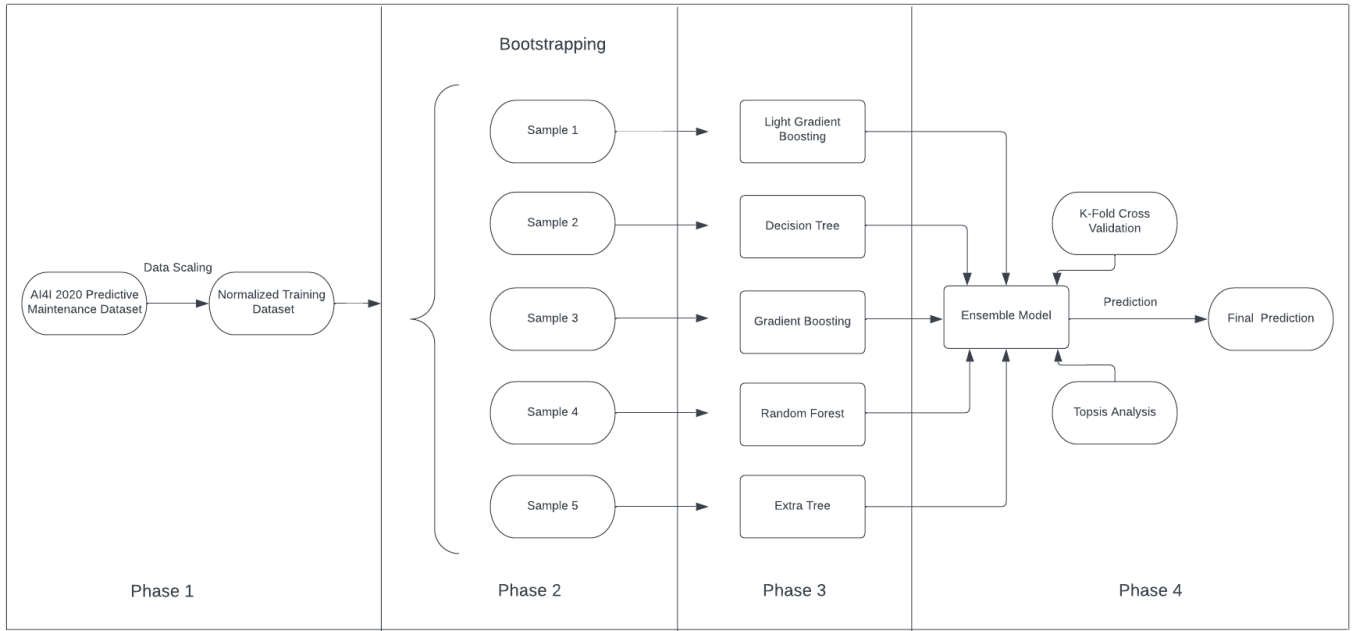 Bootstrapping
Data Scaling
AI4I 2020 Predictive
Maintenance Dataset
Normalized Training
Dataset
Sample 1
Sample 2
Sample 3
Sample 4
Sample 5
Light Gradient
Boosting
Decision Tree
Gradient Boosting
Random Forest
Extra Tree
K-Fold Cross
Validation
Ensemble Model
Topsis Analysis
Prediction
Final Prediction
Phase 1
Phase 2
Phase 3
Phase 4